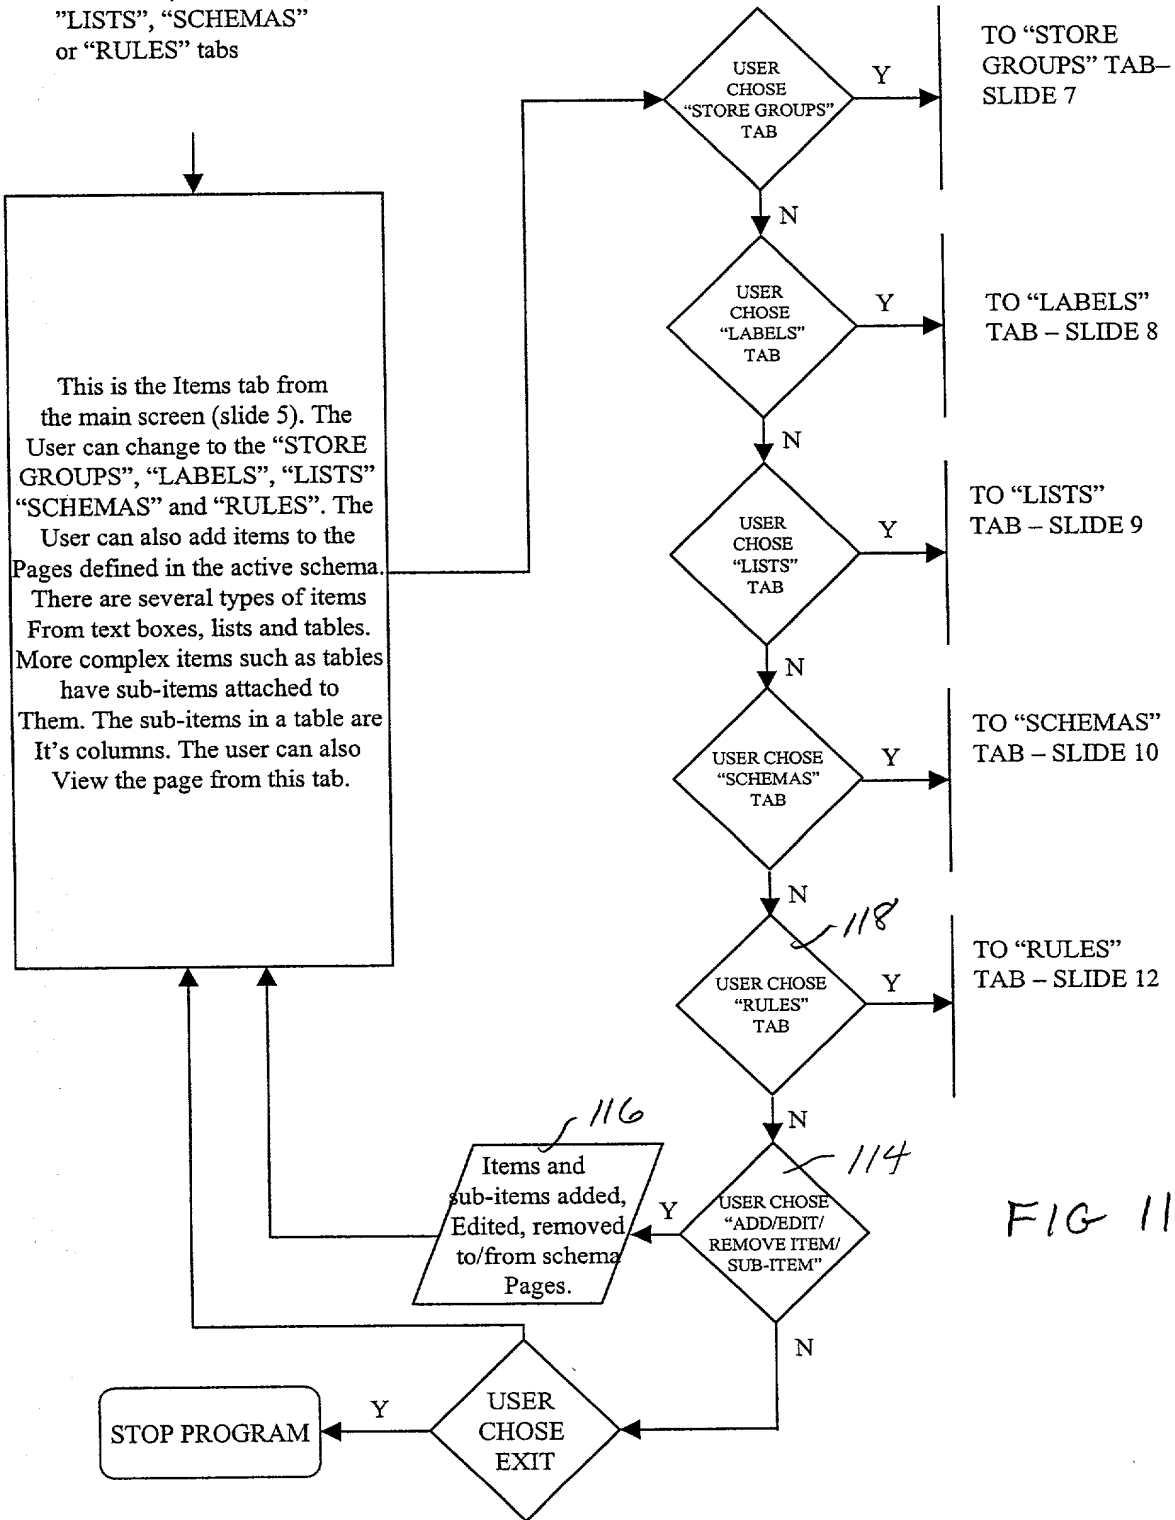 ”LISTS”, “SCHEMAS”
or “RULES” tabs
This is the Items tab from
the main screen (slide 5). The
User can change to the “STORE
GROUPS”, “LABELS”, “LISTS”
“SCHEMAS” and “RULES”. The
User can also add items to the
Pages defined in the active schema.
There are several types of items
From text boxes, lists and tables.
More complex items such as tables
have sub-items attached to
Them. The sub-items in a table are
It’s columns. The user can also
View the page from this tab.
USER
CHOSE
“STORE GROUPS”
TAB
Y
TO “STORE
GROUPS” TAB–
SLIDE 7
N
USER
CHOSE
“LABELS”
TAB
Y
TO “LABELS”
TAB – SLIDE 8
N
USER
CHOSE
“LISTS”
TAB
Y
TO “LISTS”
TAB – SLIDE 9
N
USER CHOSE
“SCHEMAS”
TAB
Y
TO “SCHEMAS”
TAB – SLIDE 10
N
118
USER CHOSE
“RULES”
TAB
Y
TO “RULES”
TAB – SLIDE 12
N
114
USER CHOSE
“ADD/EDIT/
REMOVE ITEM/
SUB-ITEM”
Y
116
Items and
sub-items added,
Edited, removed
to/from schema
Pages.
N
USER
CHOSE
EXIT
Y
STOP PROGRAM
FIG 11